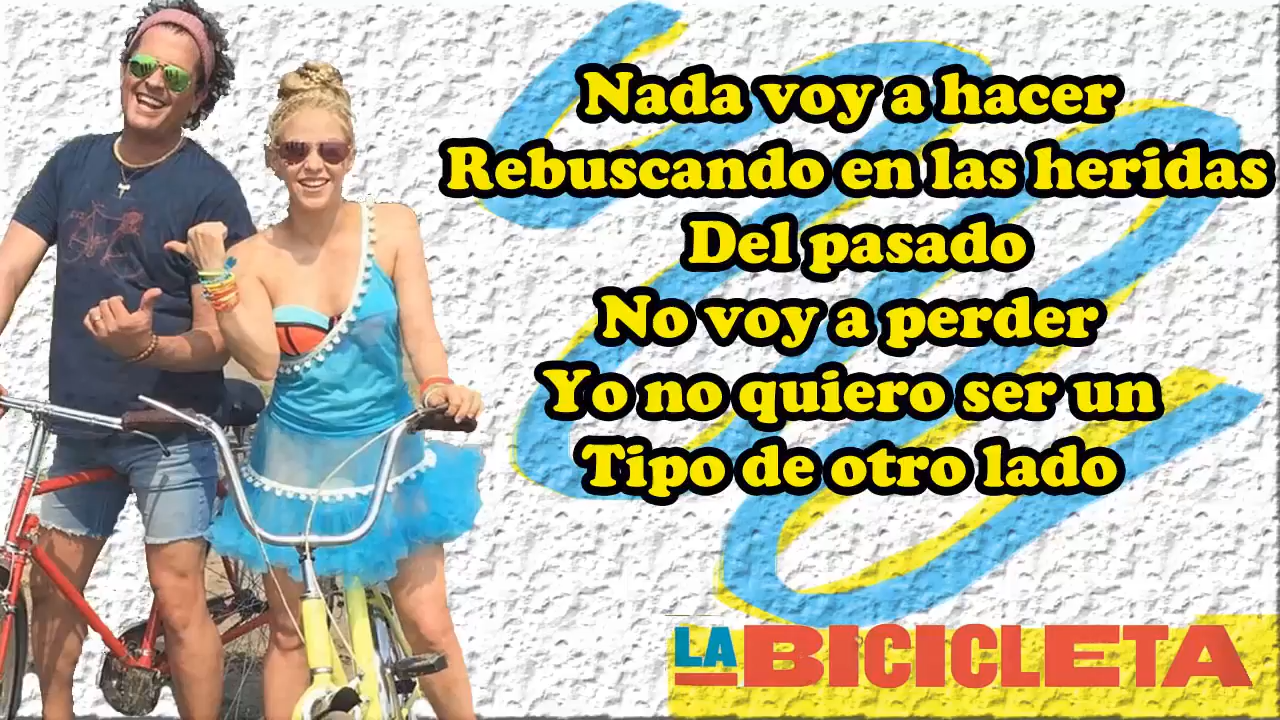 Nada voy a hacer
Rebuscando en las heridas
Del pasado
No voy a perder
Yo no quiero ser un
Tipo de otro lado
LA BICICLETA